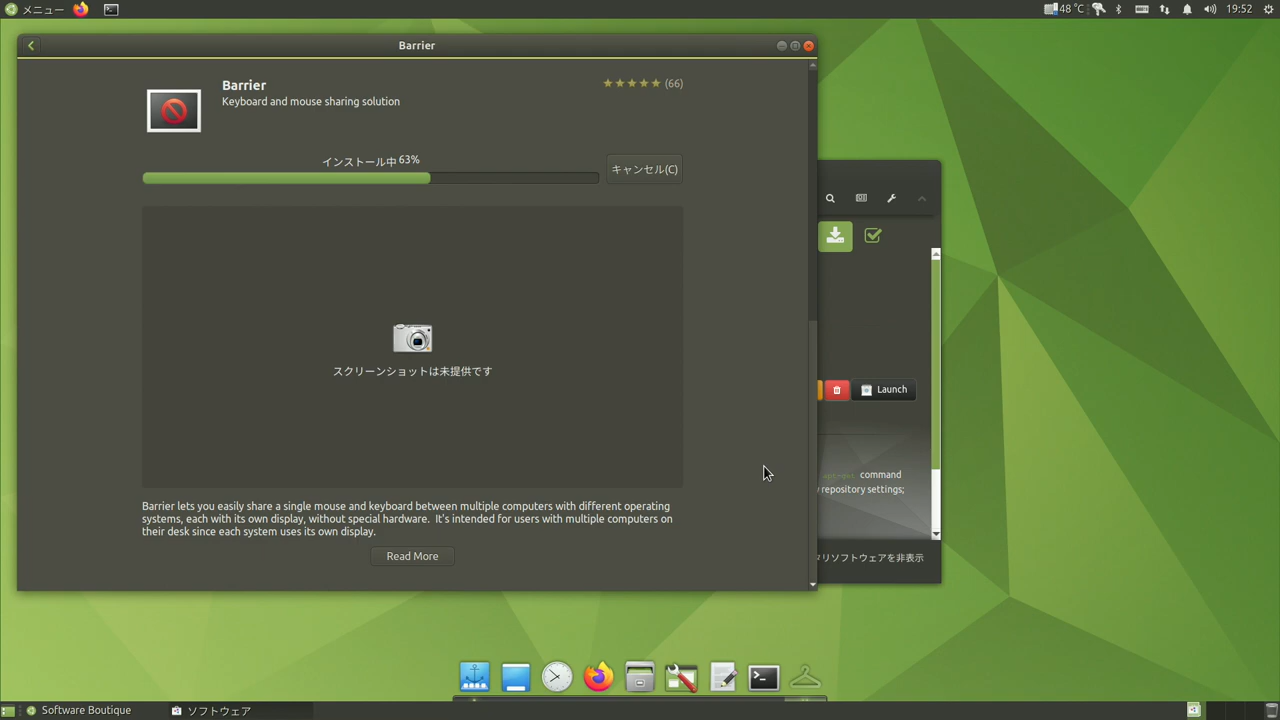 メニュー
48 ℃
19:52
Barrier
Barrier
(66)
Keyboard and mouse sharing solution
インストール中 63%
キャンセル(C)
スクリーンショットは未提供です
Launch
apt-get command
repository settings;
Barrier lets you easily share a single mouse and keyboard between multiple computers with different operating
systems, each with its own display, without special hardware.  It's intended for users with multiple computers on
their desk since each system uses its own display.
Read More
リソフトウェアを非表示
Software Boutique
ソフトウェア